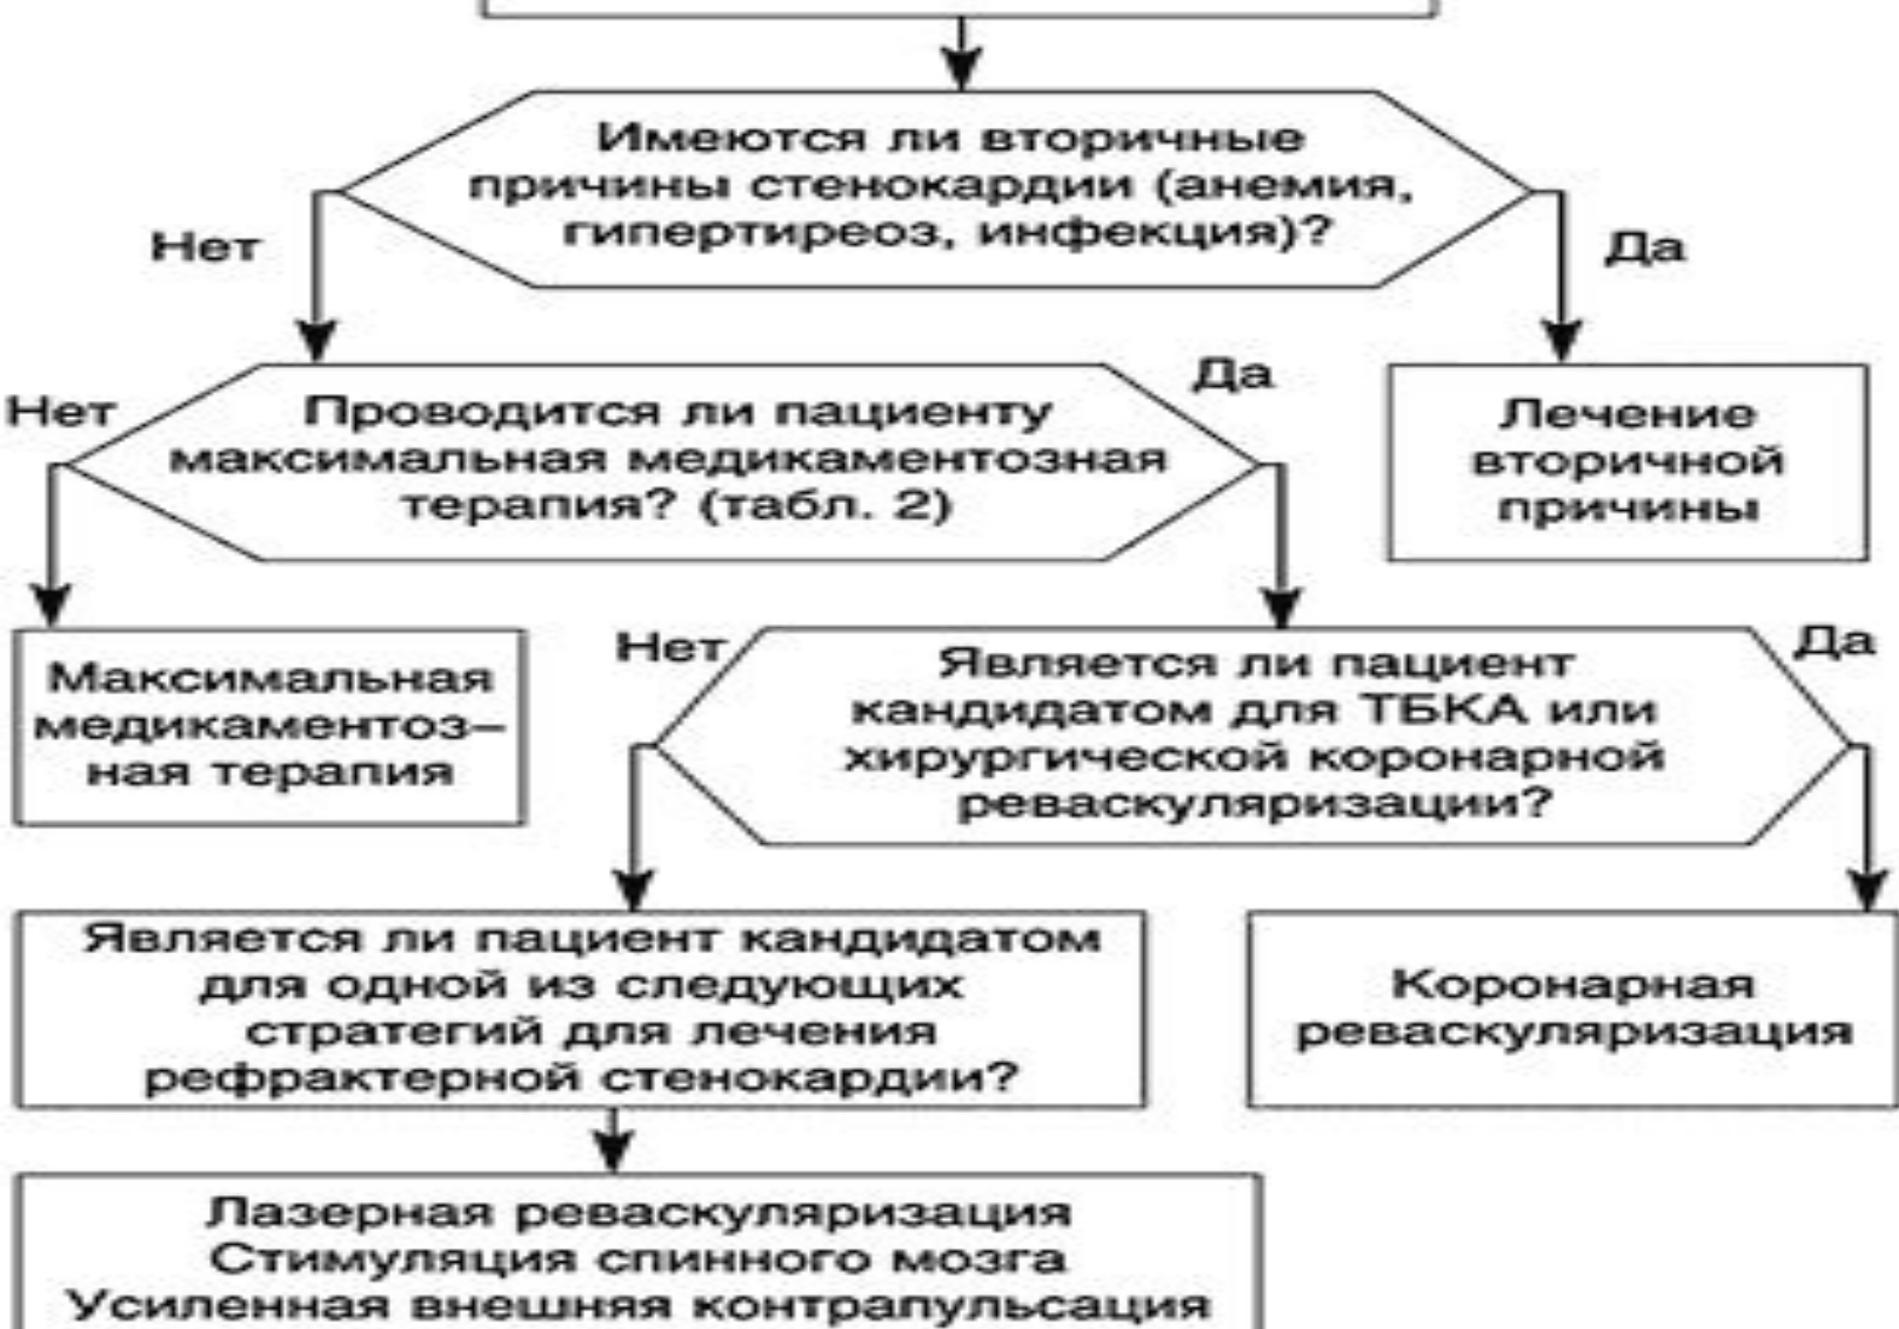 Имеются ли вторичные
причины стенокардии (анемия,
гипертиреоз, инфекция)?
Нет
Да
Нет
Проводится ли пациенту
максимальная медикаментозная
терапия? (табл. 2)
Да
Лечение
вторичной
причины
Максимальная
медикаментоз–
ная терапия
Нет
Является ли пациент
кандидатом для ТБКА или
хирургической коронарной
реваскуляризации?
Да
Является ли пациент кандидатом
для одной из следующих
стратегий для лечения
рефрактерной стенокардии?
Коронарная
реваскуляризация
Лазерная реваскуляризация
Стимуляция спинного мозга
Усиленная внешняя контрапульсация